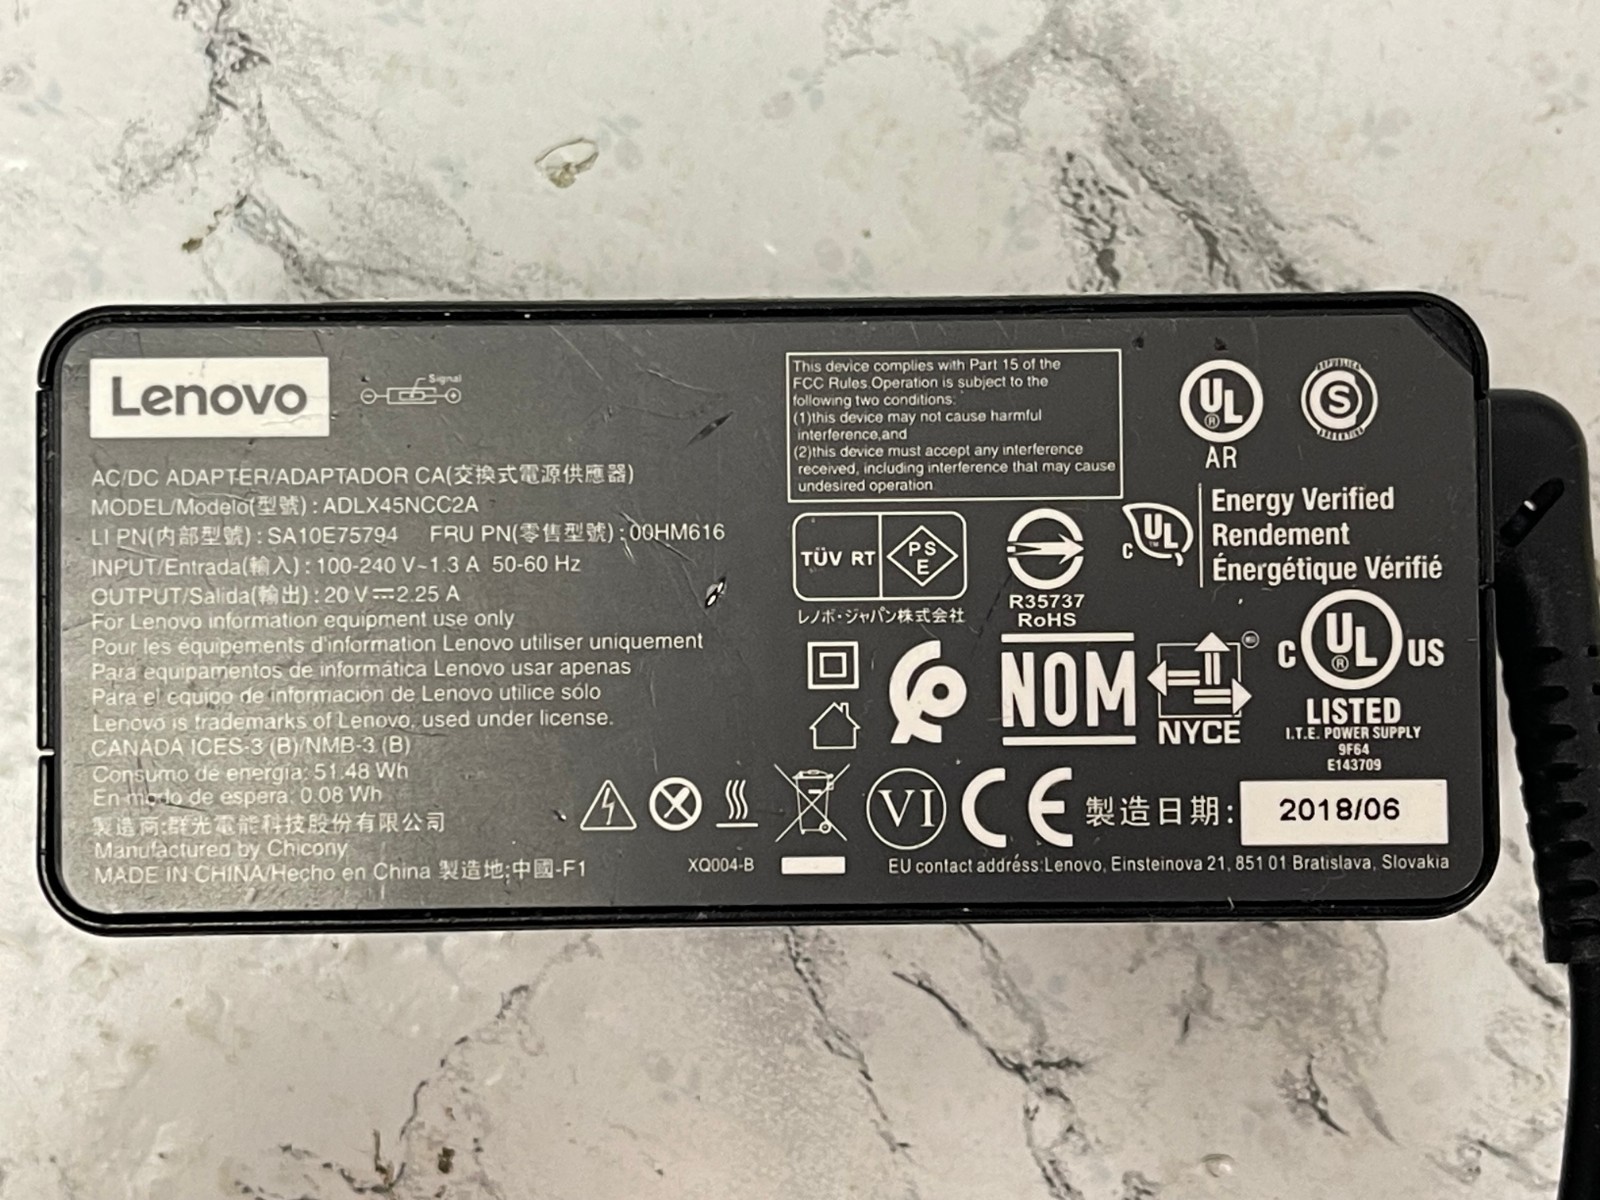 Lenovo
Signal
AC/DC ADAPTER/ADAPTADOR CA(交換式電源供應器)
MODEL/Modelo(型號) : ADLX45NCC2A
LI PN(内部型號) : SA10E75794 FRU PN(零售型號) : 00HM616
INPUT/Entrada(輸入) : 100-240 V~1.3 A 50-60 Hz
OUTPUT/Salida(輸出) : 20 V⎓2.25 A
For Lenovo information equipment use only
Pour les équipements d'information Lenovo utiliser uniquement
Para equipamentos de informática Lenovo usar apenas
Para el equipo de información de Lenovo utilice sólo
Lenovo is trademarks of Lenovo, used under license.
CANADA ICES-3 (B)/NMB-3 (B)
Consumo de energia: 51.48 Wh
En modo de espera: 0.08 Wh
製造商:群光電能科技股份有限公司
Manufactured by Chicony
MADE IN CHINA/Hecho en China 製造地:中國-F1
This device complies with Part 15 of the
FCC Rules.Operation is subject to the
following two conditions:
(1)this device may not cause harmful
interference,and
(2)this device must accept any interference
received, including interference that may cause
undesired operation.
UL ®
AR
REPUBLICA
S
ARGENTINA
TÜV RT
PS
E
レノボ・ジャパン株式会社
R35737
RoHS
C UL ™
Energy Verified
Rendement
Énergétique Vérifié
NOM
NYCE
C UL ® US
LISTED
I.T.E. POWER SUPPLY
9F64
E143709
VI
CE
製造日期:
2018/06
XQ004-B
EU contact address:Lenovo, Einsteinova 21, 851 01 Bratislava, Slovakia